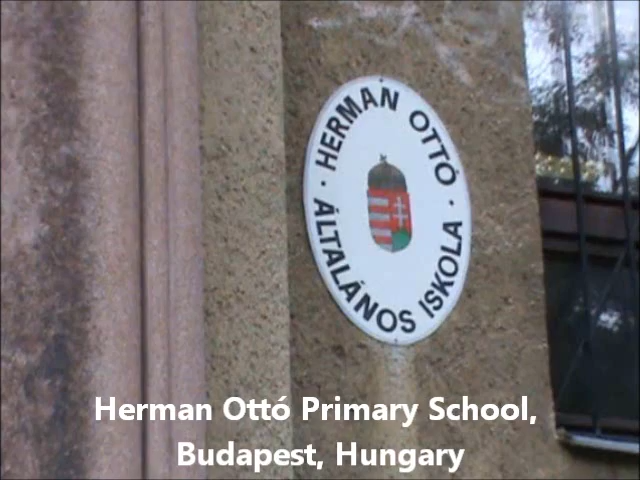 · HERMAN OTTÓ ·
ÁLTALÁNOS ISKOLA
Herman Ottó Primary School,
Budapest, Hungary